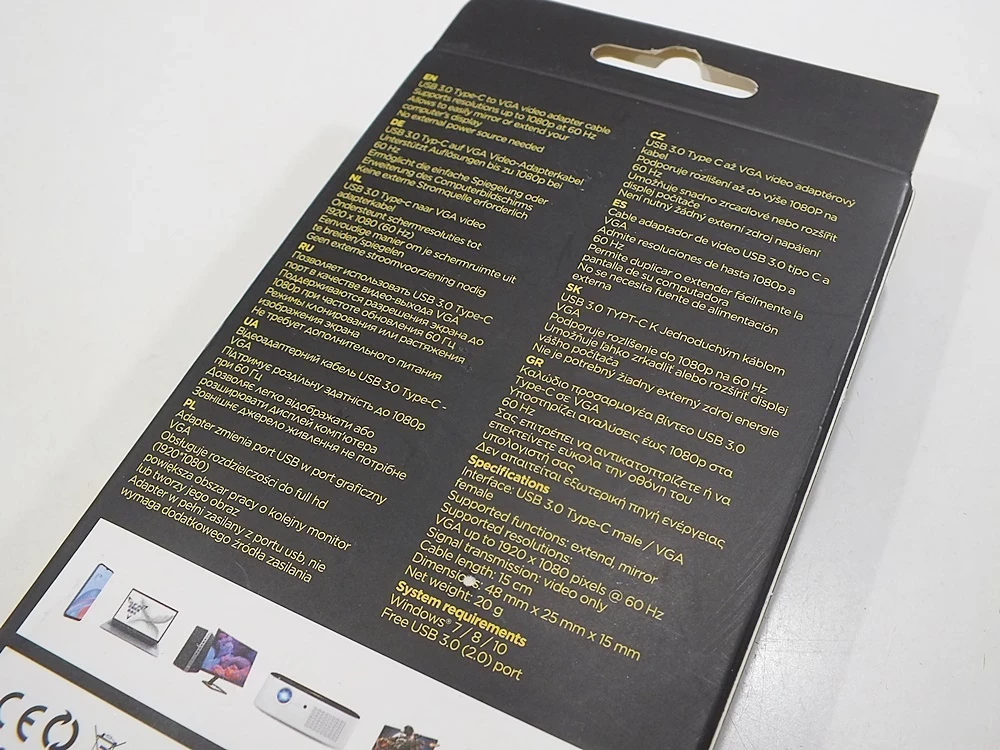 EN
USB 3.0 Type-C to VGA video adapter cable
Supports resolutions up to 1080p at 60 Hz
Allows to easily mirror or extend your
computer's display
No external power source needed
DE
USB 3.0 Typ-C auf VGA Video-Adapterkabel
Unterstützt Auflösungen bis zu 1080p bei
60 Hz
Ermöglicht die einfache Spiegelung oder
Erweiterung des Computerbildschirms
Keine externe Stromquelle erforderlich
NL
USB 3.0 Type-c naar VGA video
adapterkabel
Ondersteunt schermresoluties tot
1920 x 1080 (60 Hz)
Eenvoudige manier om je schermruimte uit
te breiden/spiegelen
Geen externe stroomvoorziening nodig
RU
Позволяет использовать USB 3.0 Type-C
порт в качестве видео-выхода VGA
Поддерживаются разрешения экрана до
1080p при частоте обновления 60 Гц
Режимы клонирования или растяжения
изображения экрана
Не требует дополнительного питания
UA
Відеоадаптерний кабель USB 3.0 Type-C -
VGA
Підтримує роздільну здатність до 1080p
при 60 Гц
Дозволяє легко відображати або
розширювати дисплей комп'ютера
Зовнішнє джерело живлення не потрібне
PL
Adapter zmienia port USB w port graficzny
VGA
Obsługuje rozdzielczości do full hd
(1920*1080)
powiększa obszar pracy o kolejny monitor
lub tworzy jego obraz
Adapter w pełni zasilany z portu usb, nie
wymaga dodatkowego źródła zasilania
CZ
USB 3.0 Type C až VGA video adaptérový
kabel
Podporuje rozlišení až do výše 1080P na
60 Hz
Umožňuje snadno zrcadlové nebo rozšířit
displej počítače
není nutný žádný externí zdroj napájení
ES
Cable adaptador de video USB 3.0 tipo C a
VGA
Admite resoluciones de hasta 1080p a
60 Hz
Permite duplicar o extender fácilmente la
pantalla de su computadora
No se necesita fuente de alimentación
externa
SK
USB 3.0 TYPT-C K Jednoduchým káblom
VGA
Podporuje rozlíšenie do 1080p na 60 Hz
Umožňuje ľahko zrkadliť alebo rozšíriť displej
vášho počítača
Nie je potrebný žiadny externý zdroj energie
GR
Καλώδιο προσαρμογέα βίντεο USB 3.0
Type-C σε VGA
Υποστηρίζει αναλύσεις έως 1080p στα
60 Hz
Σας επιτρέπει να αντικατοπτρίζετε ή να
επεκτείνετε εύκολα την οθόνη του
υπολογιστή σας
Δεν απαιτείται εξωτερική πηγή ενέργειας
Specifications
Interface: USB 3.0 Type-C male / VGA
female
Supported functions: extend, mirror
Supported resolutions:
VGA up to 1920 x 1080 pixels @ 60 Hz
Signal transmission: video only
Cable length: 15 cm
Dimensions: 48 mm x 25 mm x 15 mm
Net weight: 20 g
System requirements
Windows® 7 / 8 / 10
Free USB 3.0 (2.0) port
CE